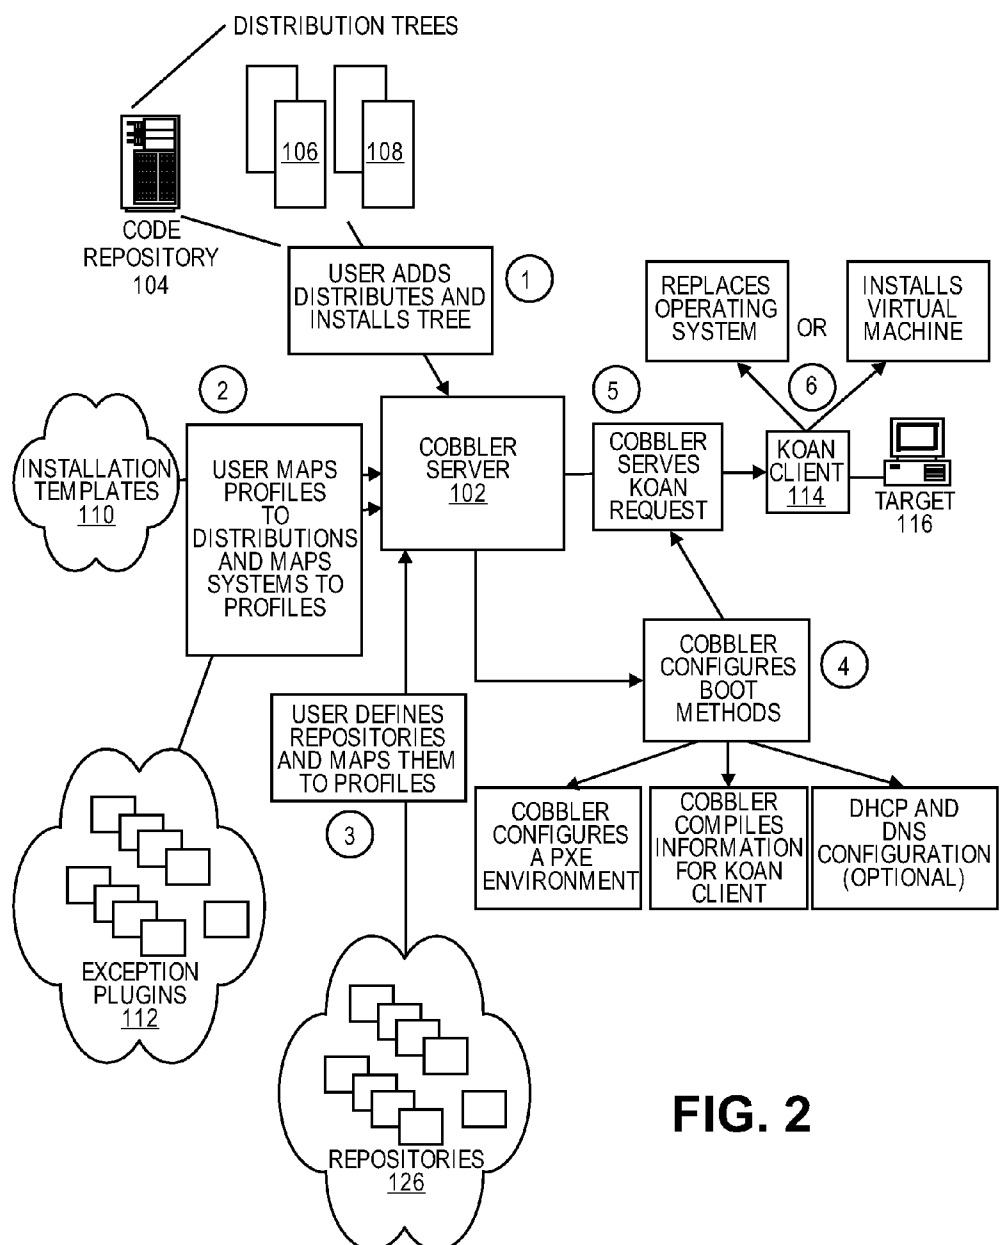 DISTRIBUTION TREES
106
108
CODE
REPOSITORY
104
USER ADDS
DISTRIBUTES AND
INSTALLS TREE
1
REPLACES
OPERATING
SYSTEM
OR
INSTALLS
VIRTUAL
MACHINE
2
5
6
INSTALLATION
TEMPLATES
110
USER MAPS
PROFILES
TO
DISTRIBUTIONS
AND MAPS
SYSTEMS TO
PROFILES
COBBLER
SERVER
102
COBBLER
SERVES
KOAN
REQUEST
KOAN
CLIENT
114
TARGET
116
COBBLER
CONFIGURES
BOOT
METHODS
4
USER DEFINES
REPOSITORIES
AND MAPS THEM
TO PROFILES
3
COBBLER
CONFIGURES
A PXE
ENVIRONMENT
COBBLER
COMPILES
INFORMATION
FOR KOAN
CLIENT
DHCP AND
DNS
CONFIGURATION
(OPTIONAL)
EXCEPTION
PLUGINS
112
REPOSITORIES
126
FIG. 2